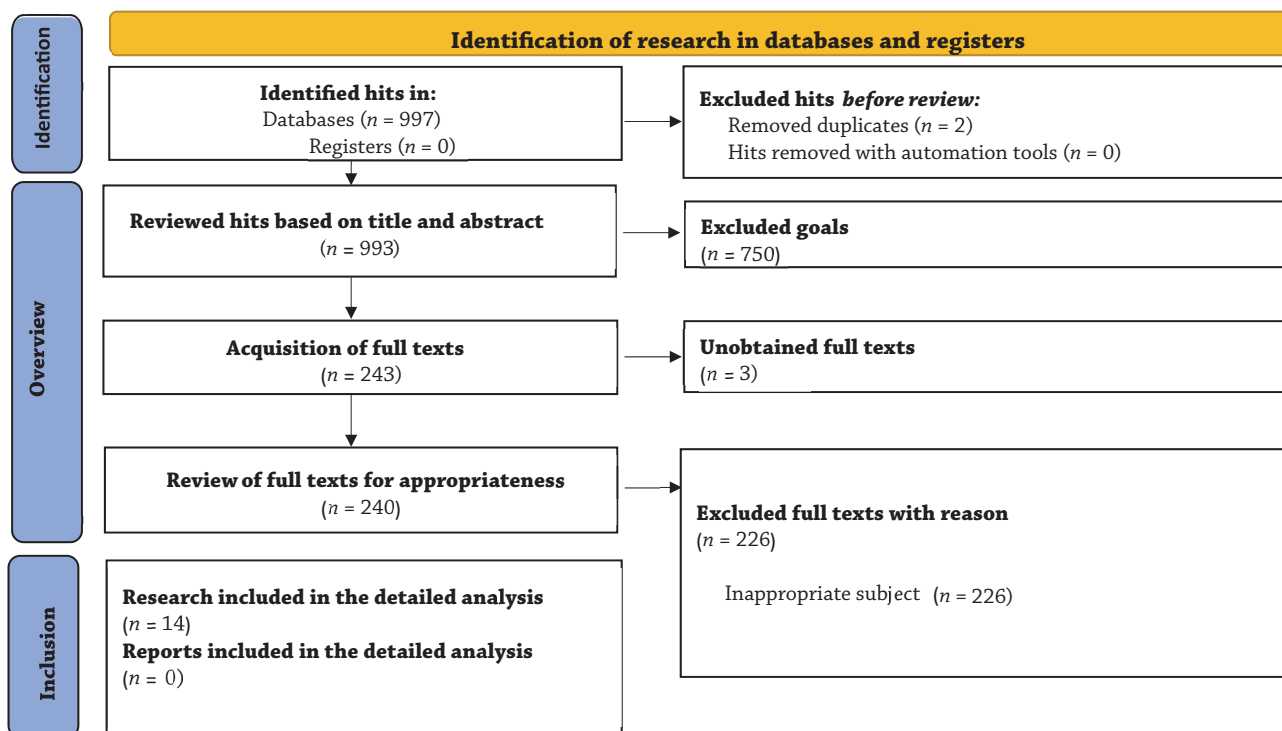 Identification of research in databases and registers
Identification
Identified hits in:
Databases (n = 997)
Registers (n = 0)
Excluded hits before review:
Removed duplicates (n = 2)
Hits removed with automation tools (n = 0)
Overview
Reviewed hits based on title and abstract
(n = 993)
Excluded goals
(n = 750)
Acquisition of full texts
(n = 243)
Unobtained full texts
(n = 3)
Review of full texts for appropriateness
(n = 240)
Excluded full texts with reason
(n = 226)
Inappropriate subject (n = 226)
Inclusion
Research included in the detailed analysis
(n = 14)
Reports included in the detailed analysis
(n = 0)